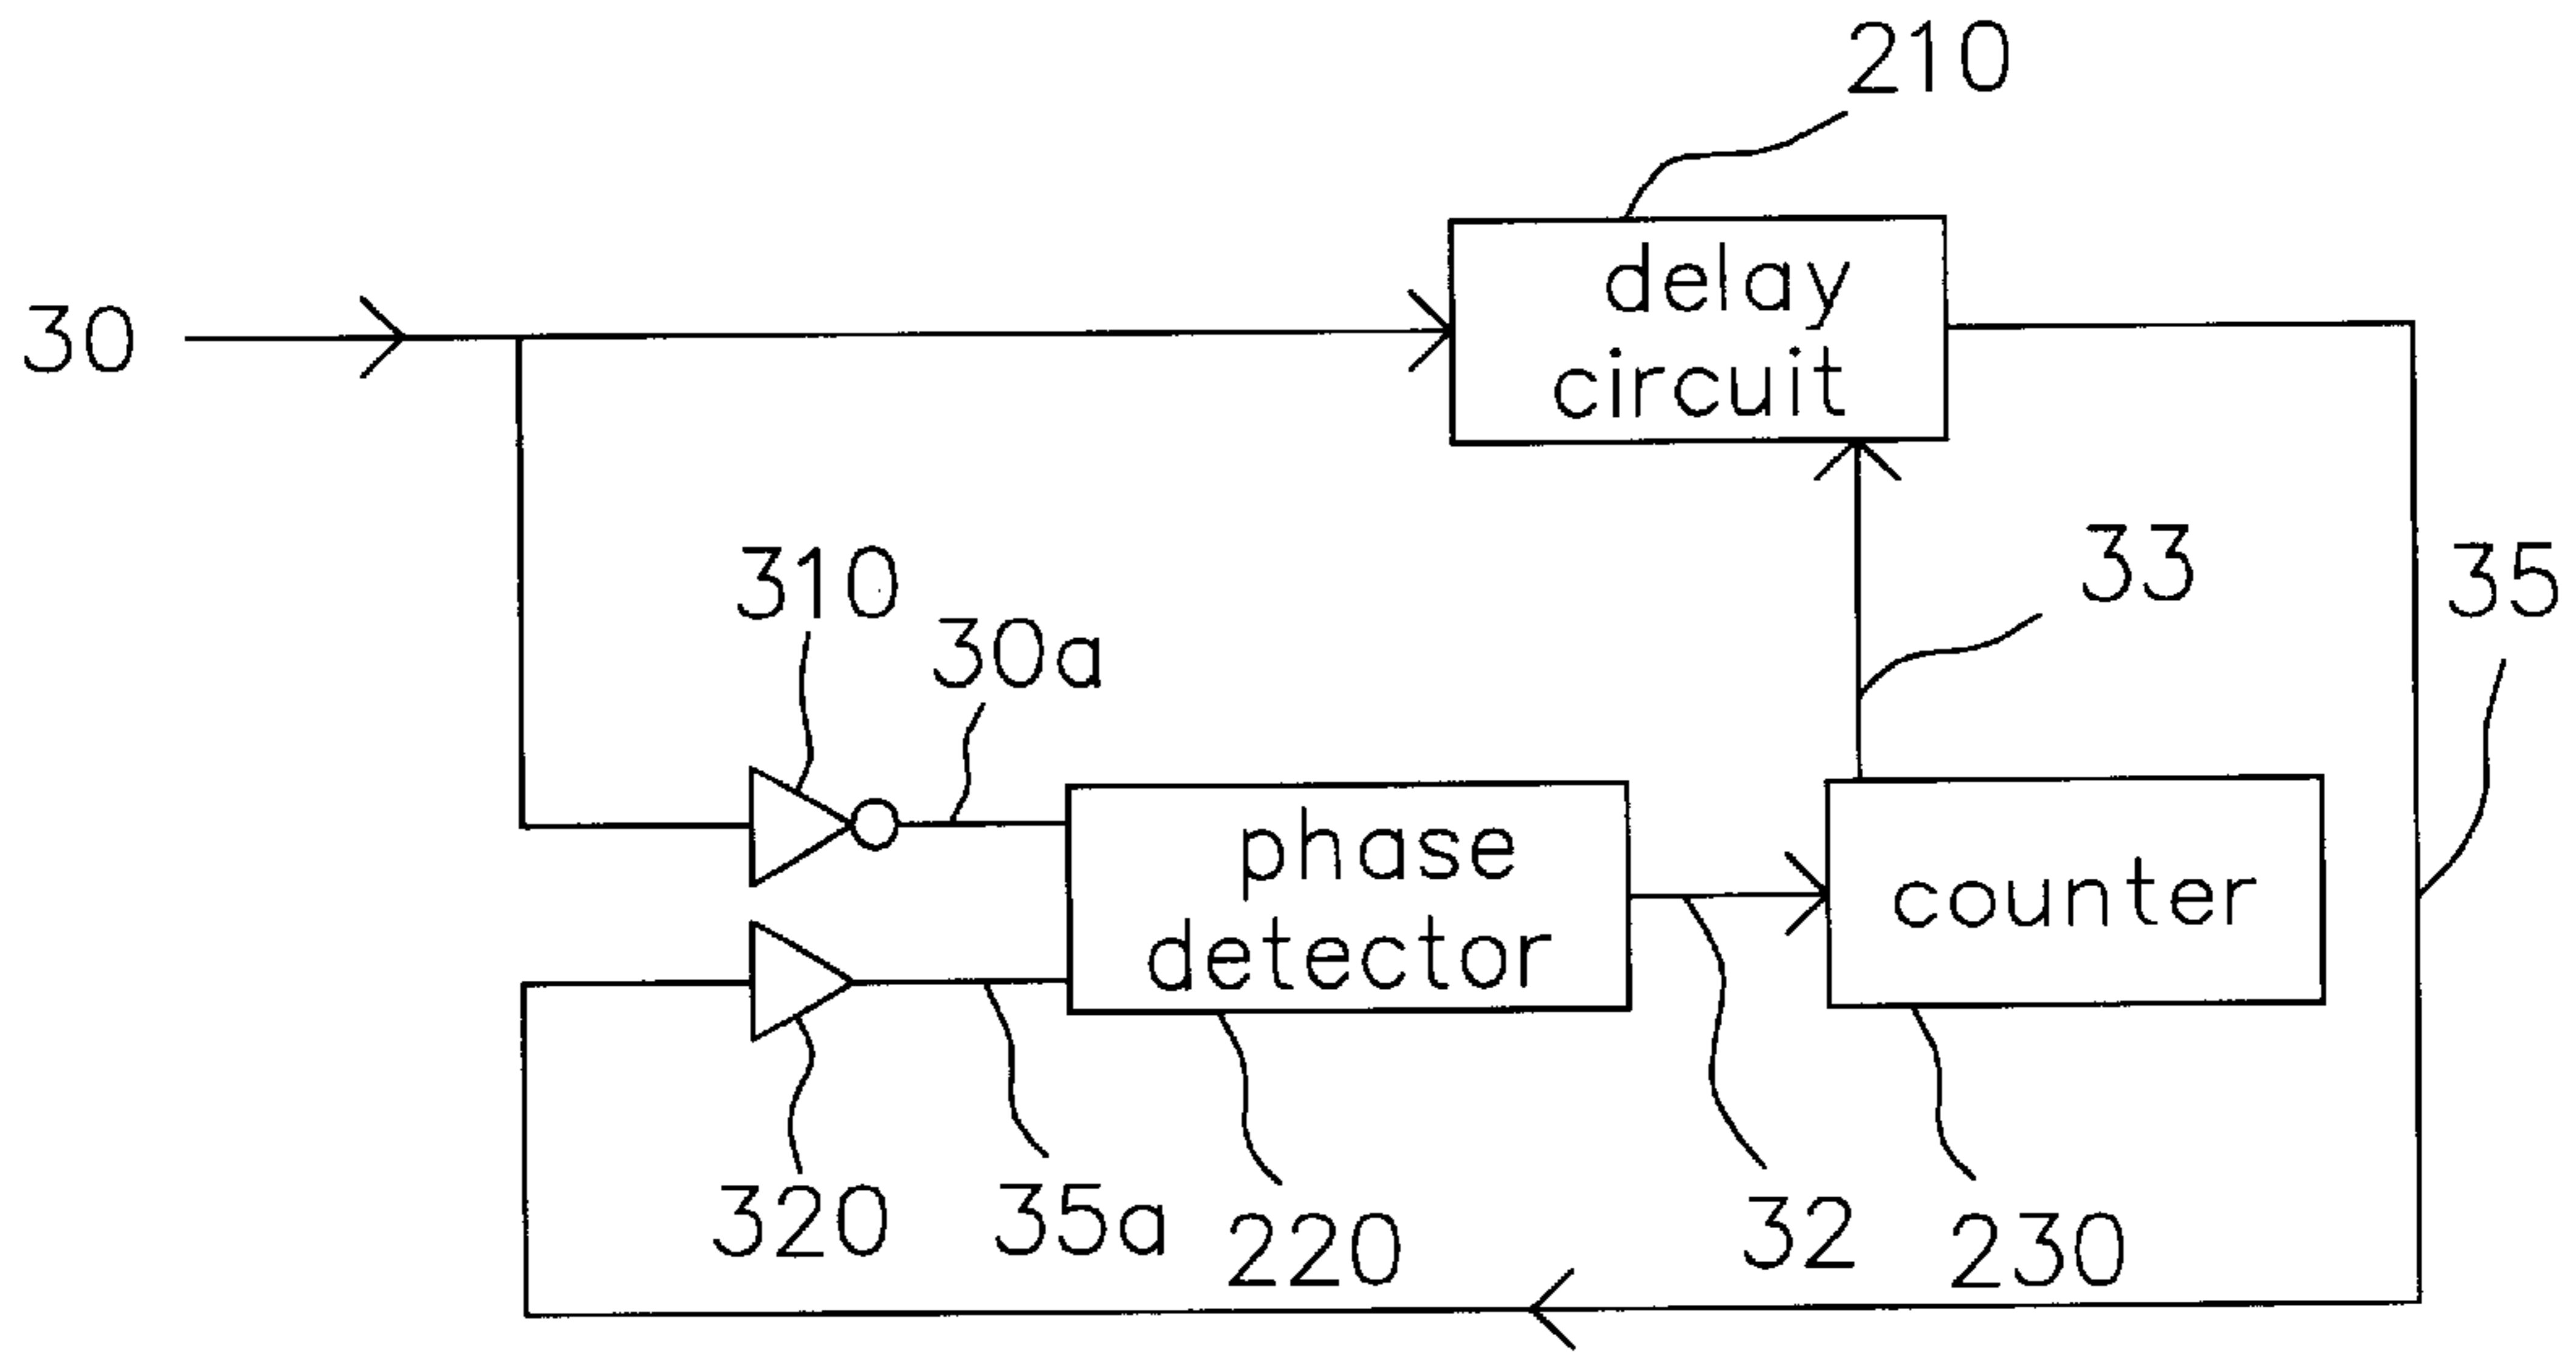 210
delay
circuit
30
33
35
310
30a
phase
detector
counter
320
35a
220
32
230